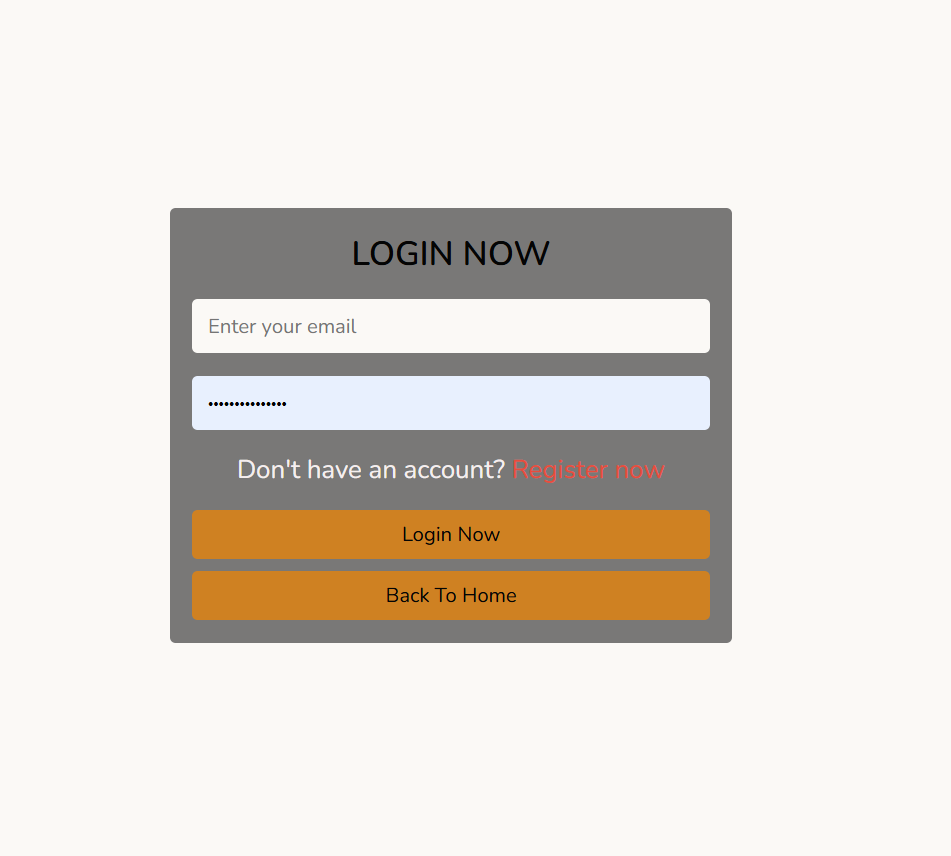 LOGIN NOW
Enter your email
•••••••••••••••
Don't have an account? Register now
Login Now
Back To Home